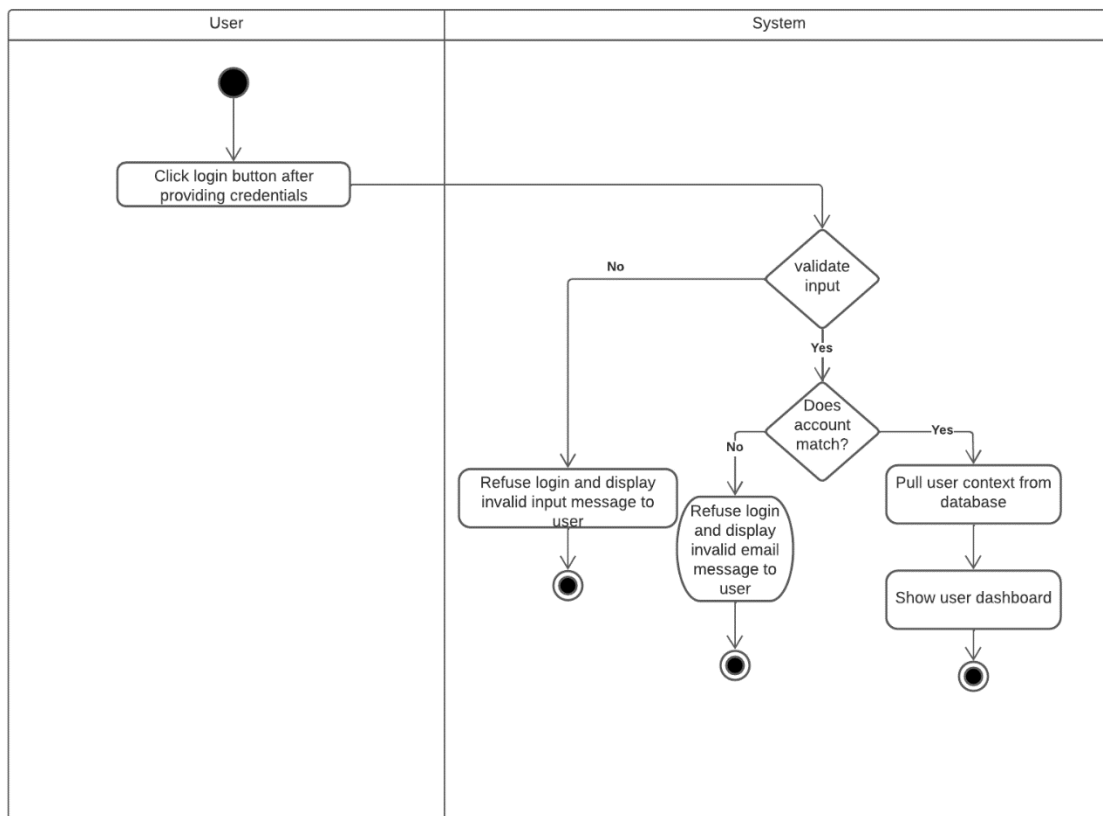 User
System
Click login button after
providing credentials
validate
input
No
Yes
Does
account
match?
No
Yes
Refuse login and display
invalid input message to
user
Refuse login
and display
invalid email
message to
user
Pull user context from
database
Show user dashboard